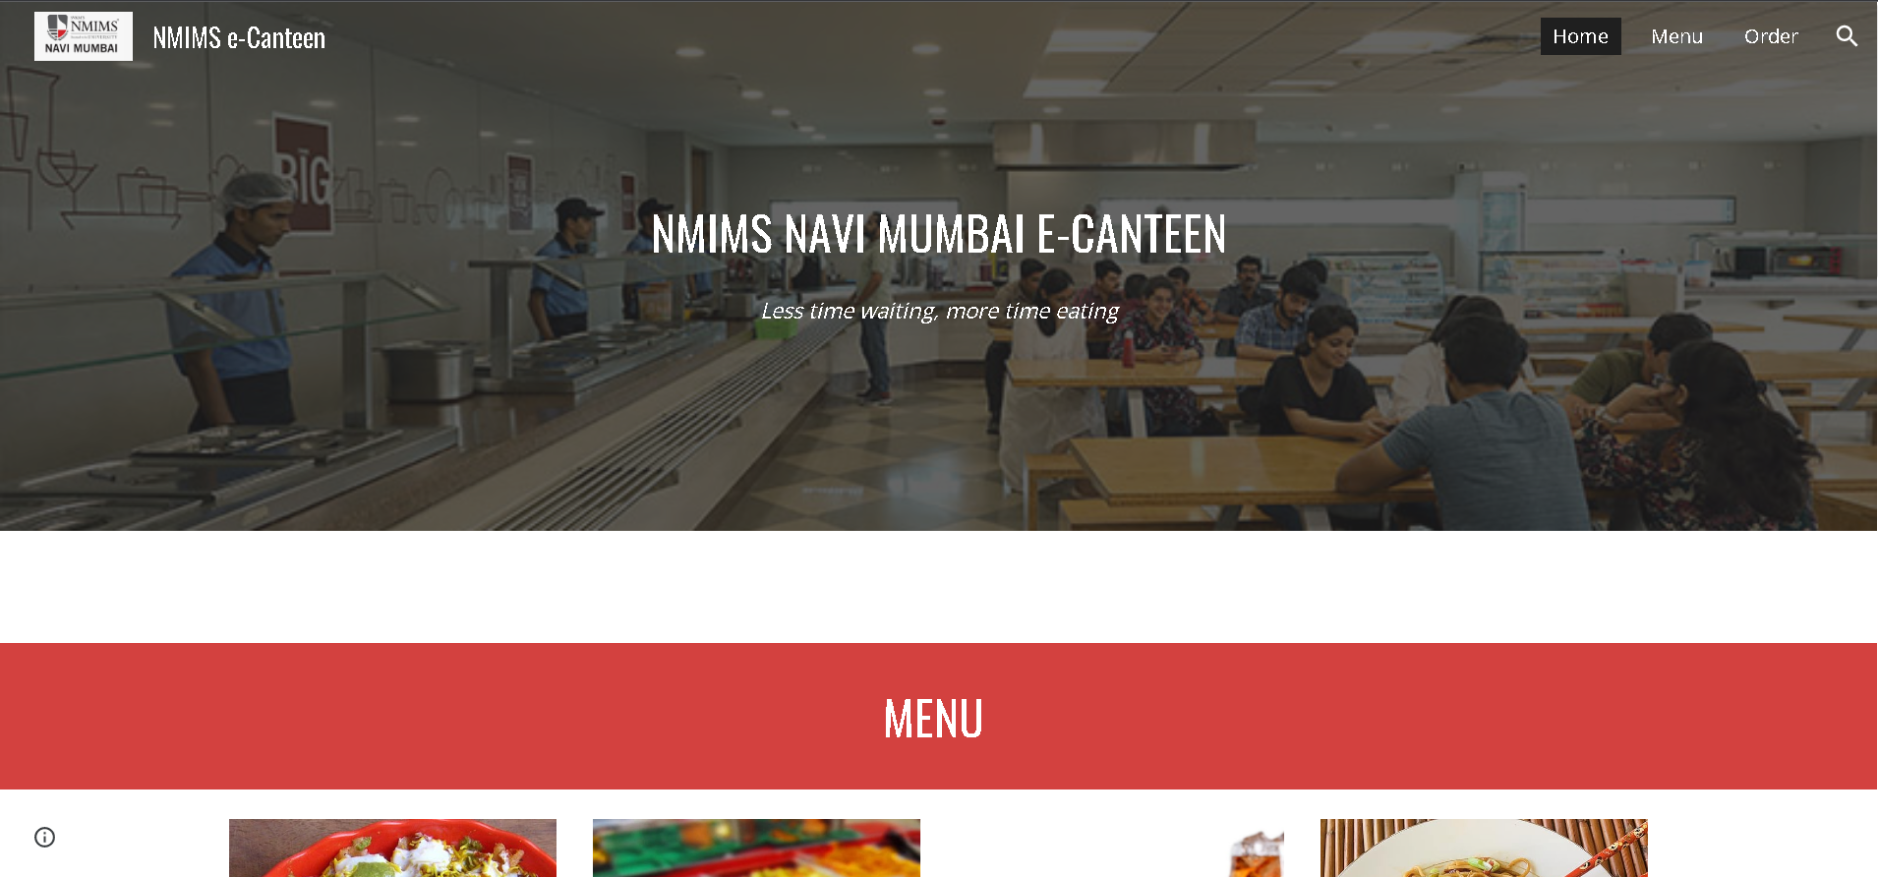 NMIMS
NAVI MUMBAI
NMIMS e-Canteen
Home
Menu
Order
BIG
NMIMS NAVI MUMBAI E-CANTEEN
Less time waiting, more time eating
MENU